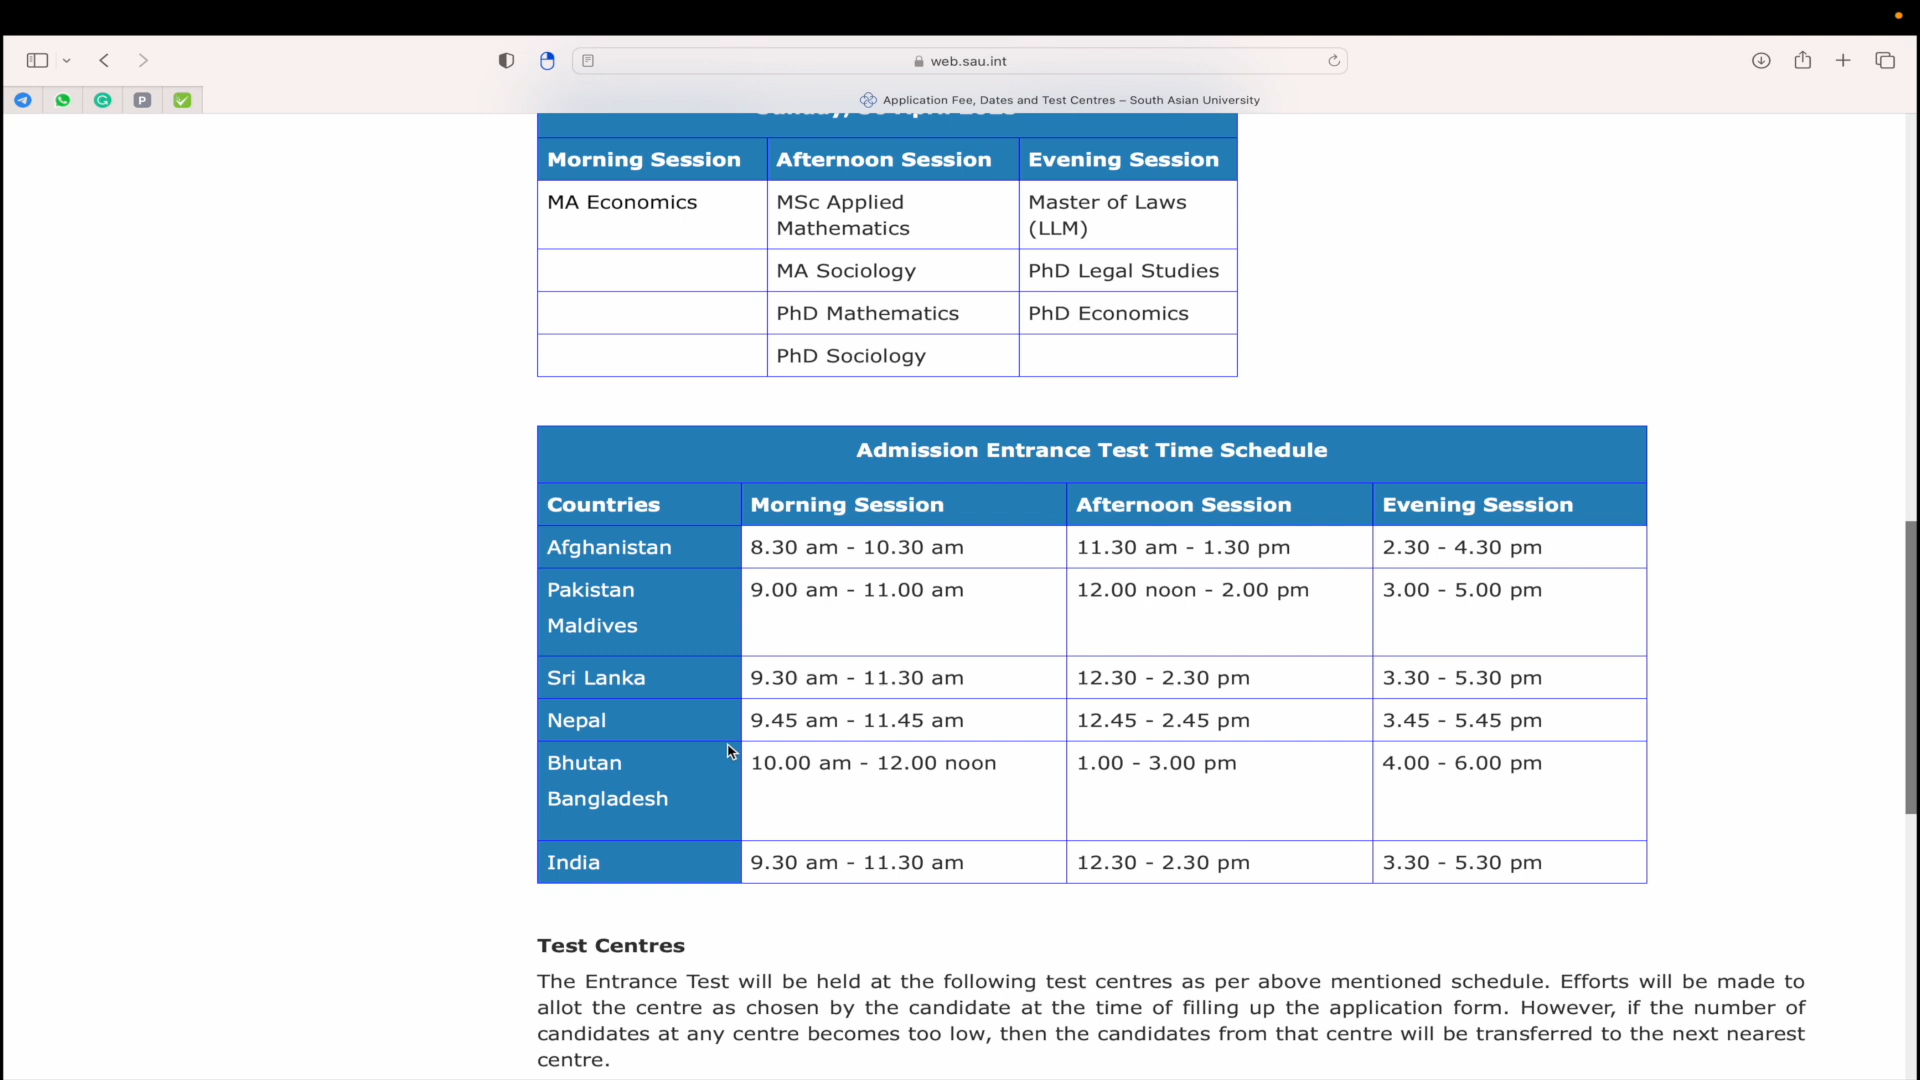 web.sau.int
P
Application Fee, Dates and Test Centres – South Asian University
Morning Session Afternoon Session Evening Session
MA Economics MSc Applied Mathematics Master of Laws (LLM)
MA Sociology PhD Legal Studies
PhD Mathematics PhD Economics
PhD Sociology
Admission Entrance Test Time Schedule
Countries Morning Session Afternoon Session Evening Session
Afghanistan 8.30 am - 10.30 am 11.30 am - 1.30 pm 2.30 - 4.30 pm
Pakistan 9.00 am - 11.00 am 12.00 noon - 2.00 pm 3.00 - 5.00 pm
Maldives
Sri Lanka 9.30 am - 11.30 am 12.30 - 2.30 pm 3.30 - 5.30 pm
Nepal 9.45 am - 11.45 am 12.45 - 2.45 pm 3.45 - 5.45 pm
Bhutan 10.00 am - 12.00 noon 1.00 - 3.00 pm 4.00 - 6.00 pm
Bangladesh
India 9.30 am - 11.30 am 12.30 - 2.30 pm 3.30 - 5.30 pm
Test Centres
The Entrance Test will be held at the following test centres as per above mentioned schedule. Efforts will be made to
allot the centre as chosen by the candidate at the time of filling up the application form. However, if the number of
candidates at any centre becomes too low, then the candidates from that centre will be transferred to the next nearest
centre.